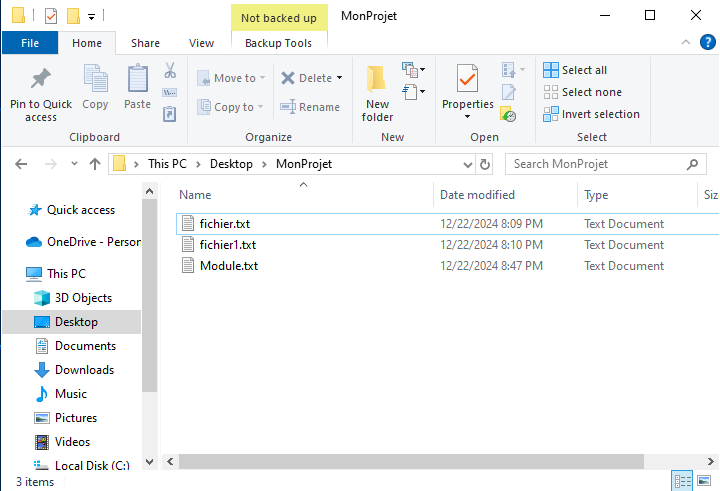 Not backed up
MonProjet
File
Home
Share
View
Backup Tools
Pin to Quick access
Copy
Paste
Clipboard
Move to
Copy to
Delete
Rename
Organize
New folder
New
Properties
Open
Select all
Select none
Invert selection
Select
This PC > Desktop > MonProjet
Search MonProjet
Name
Date modified
Type
Siz
Quick access
OneDrive - Person
This PC
3D Objects
Desktop
Documents
Downloads
Music
Pictures
Videos
Local Disk (C:)
fichier.txt 12/22/2024 8:09 PM Text Document
fichier1.txt 12/22/2024 8:10 PM Text Document
Module.txt 12/22/2024 8:47 PM Text Document
3 items